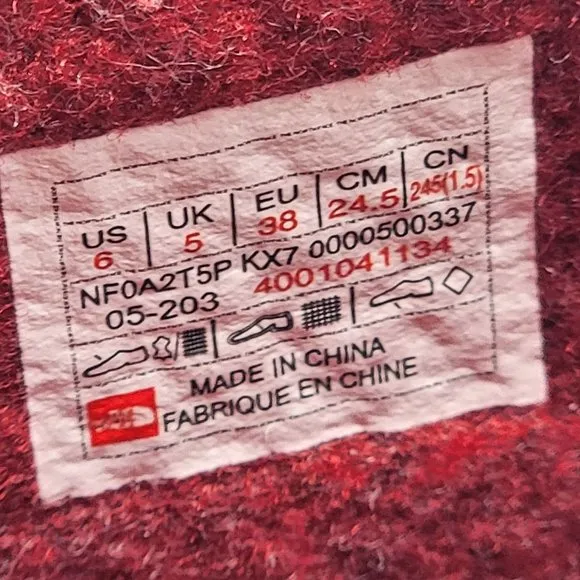 US | UK | EU | CM | CN
6 | 5 | 38 | 24.5 | 245(1.5)
NF0A2T5P KX7 0000500337
05-203 4001041134
MADE IN CHINA
FABRIQUE EN CHINE